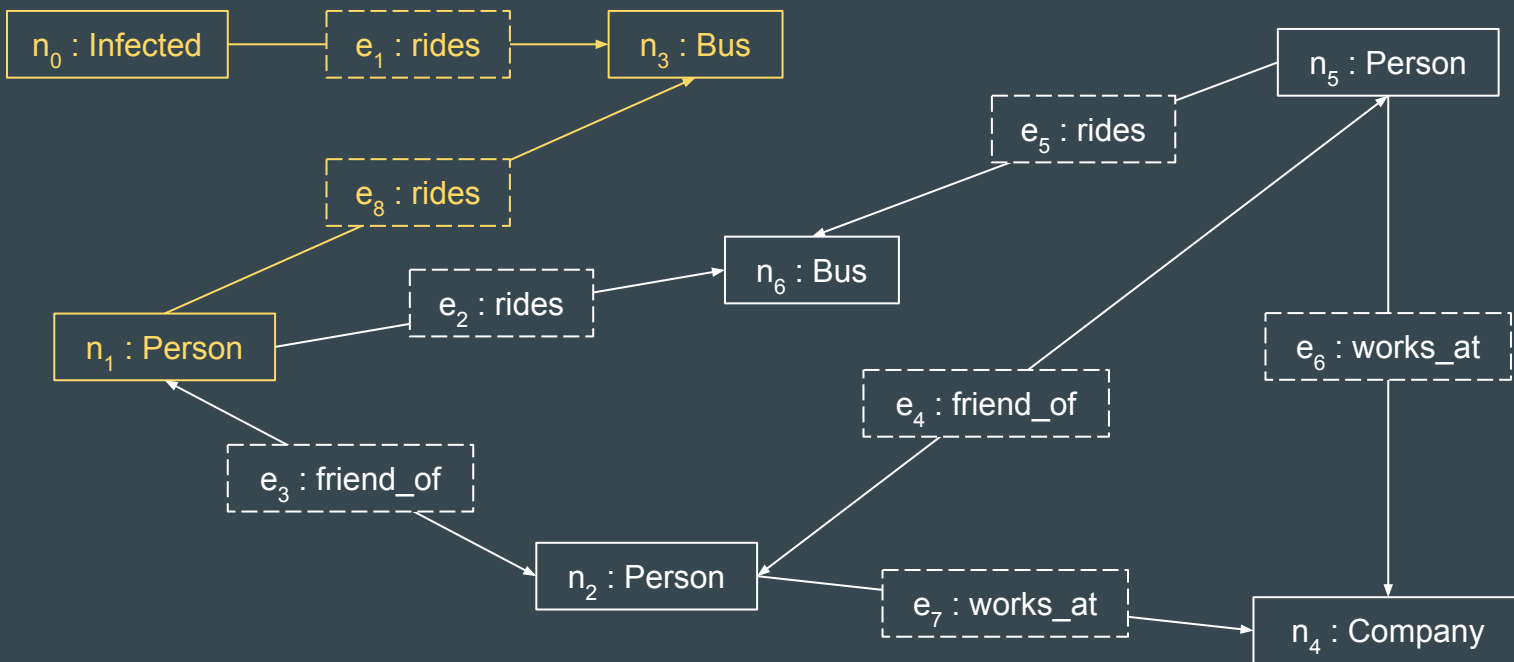 n₀ : Infected
e₁ : rides
n₃ : Bus
n₅ : Person
e₅ : rides
e₈ : rides
n₆ : Bus
e₂ : rides
n₁ : Person
e₆ : works_at
e₄ : friend_of
e₃ : friend_of
n₂ : Person
e₇ : works_at
n₄ : Company